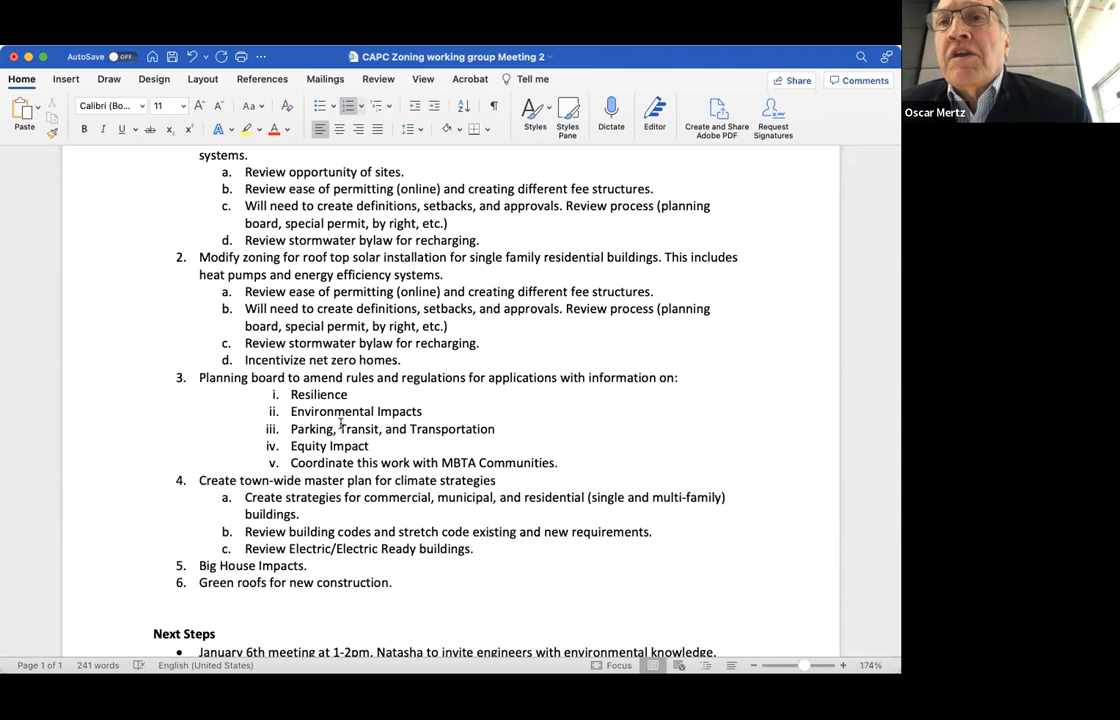 AutoSave OFF
CAPC Zoning working group Meeting 2
Home Insert Draw Design Layout References Mailings Review View Acrobat Tell me
Share Comments
Paste
Calibri (Bo... 11
Styles
Styles Pane
Dictate
Editor
Create and Share Adobe PDF
Request Signatures
systems.
a. Review opportunity of sites.
b. Review ease of permitting (online) and creating different fee structures.
c. Will need to create definitions, setbacks, and approvals. Review process (planning
board, special permit, by right, etc.)
d. Review stormwater bylaw for recharging.
2. Modify zoning for roof top solar installation for single family residential buildings. This includes
heat pumps and energy efficiency systems.
a. Review ease of permitting (online) and creating different fee structures.
b. Will need to create definitions, setbacks, and approvals. Review process (planning
board, special permit, by right, etc.)
c. Review stormwater bylaw for recharging.
d. Incentivize net zero homes.
3. Planning board to amend rules and regulations for applications with information on:
i. Resilience
ii. Environmental Impacts
iii. Parking, Transit, and Transportation
iv. Equity Impact
v. Coordinate this work with MBTA Communities.
4. Create town-wide master plan for climate strategies
a. Create strategies for commercial, municipal, and residential (single and multi-family)
buildings.
b. Review building codes and stretch code existing and new requirements.
c. Review Electric/Electric Ready buildings.
5. Big House Impacts.
6. Green roofs for new construction.
Next Steps
• January 6th meeting at 1-2pm. Natasha to invite engineers with environmental knowledge.
Page 1 of 1 241 words English (United States) Focus 174%
Oscar Mertz